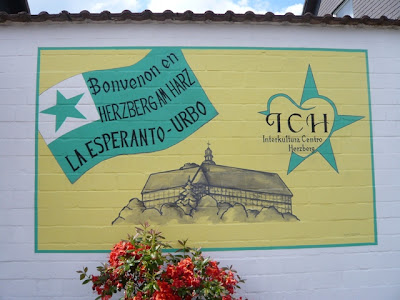 Bonvenon en
HERZBERG AM HARZ
LA ESPERANTO-URBO
ICH
Interkultura Centro
Herzberg